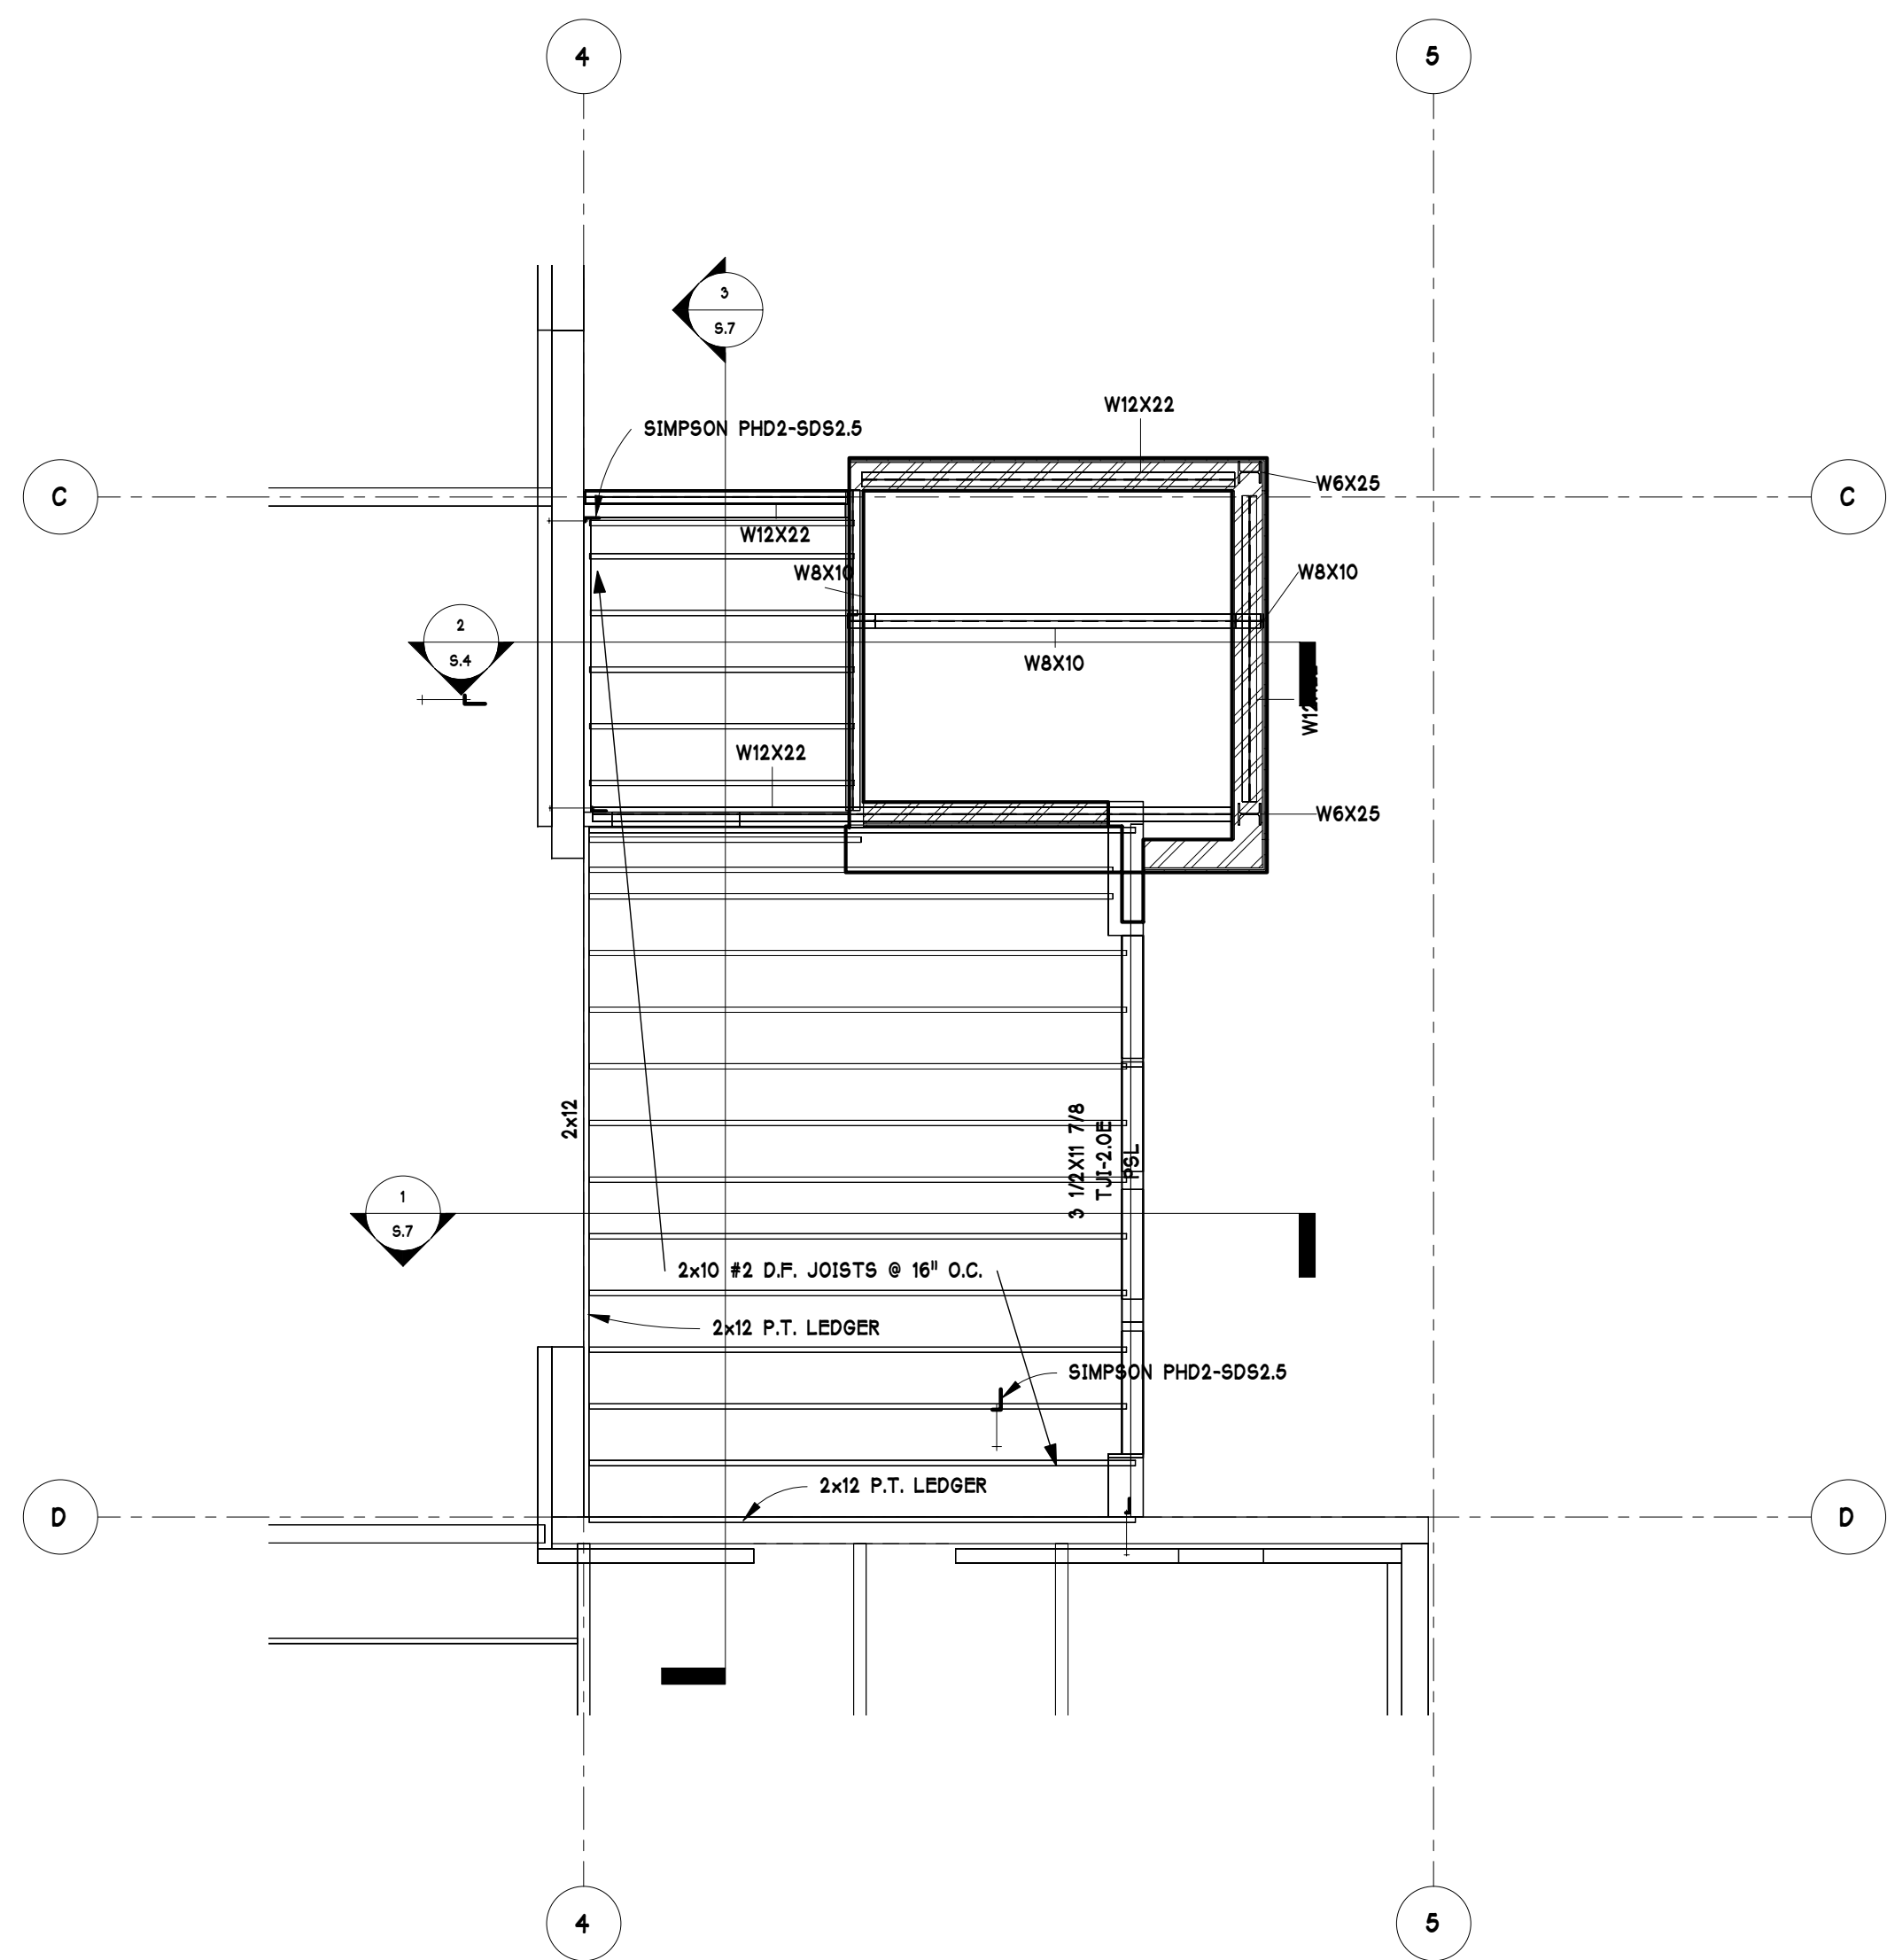 4
5
3
S.7
W12X22
SIMPSON PHD2-SDS2.5
W6X25
C
C
W12X22
W8X10
W8X10
2
S.4
W8X10
W12X22
W6X25
2x12
3 1/2X11 7/8
TJI-2.0E
PSL
1
S.7
2x10 #2 D.F. JOISTS @ 16" O.C.
2x12 P.T. LEDGER
SIMPSON PHD2-SDS2.5
2x12 P.T. LEDGER
D
D
4
5